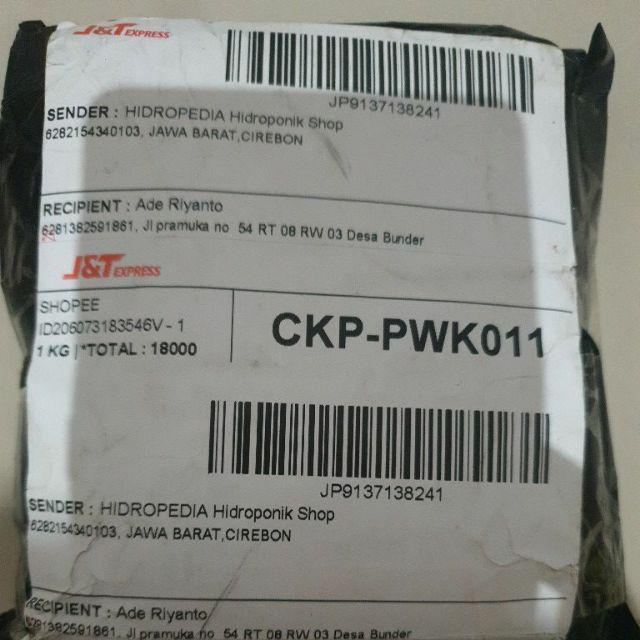 J&T EXPRESS
JP9137138241
SENDER : HIDROPEDIA Hidroponik Shop
6282154340103, JAWA BARAT,CIREBON
RECIPIENT : Ade Riyanto
6281382591861, Jl pramuka no 54 RT 08 RW 03 Desa Bunder
J&T EXPRESS
SHOPEE
ID206073183546V - 1
1 KG | *TOTAL : 18000
CKP-PWK011
JP9137138241
SENDER : HIDROPEDIA Hidroponik Shop
6282154340103, JAWA BARAT,CIREBON
RECIPIENT : Ade Riyanto
6281382591861, Jl pramuka no 54 RT 08 RW 03 Desa Bunder